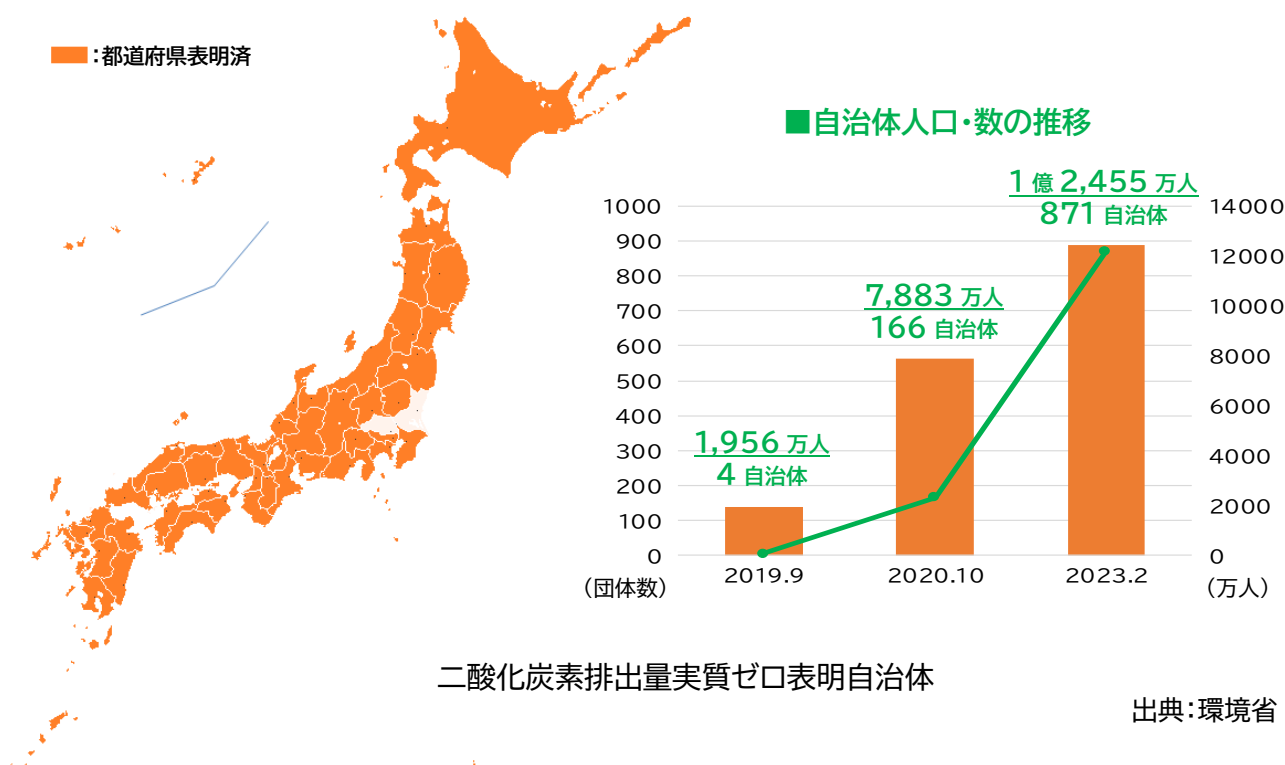 :都道府県表明済
■自治体人口・数の推移
1億2,455万人
871自治体
7,883万人
166自治体
1,956万人
4自治体
1000
900
800
700
600
500
400
300
200
100
0
(団体数)
14000
12000
10000
8000
6000
4000
2000
0
(万人)
2019.9 2020.10 2023.2
二酸化炭素排出量実質ゼロ表明自治体
出典:環境省